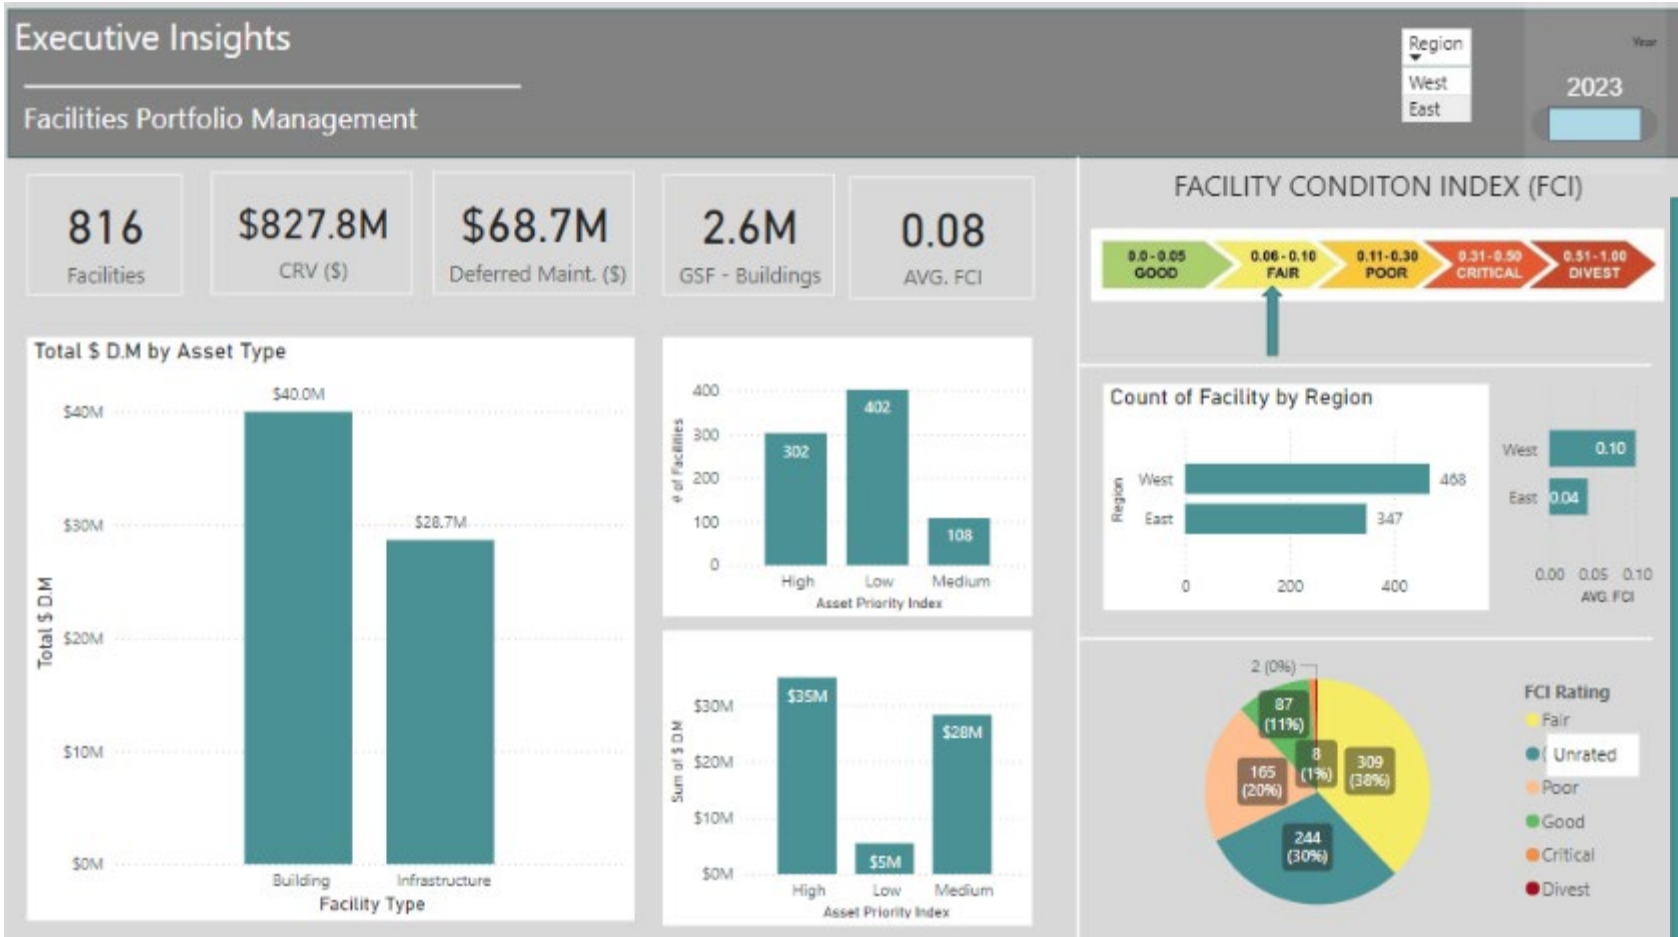 Executive Insights
Facilities Portfolio Management
Region
West
East
Year
2023
816
Facilities
$827.8M
CRV ($)
$68.7M
Deferred Maint. ($)
2.6M
GSF - Buildings
0.08
AVG. FCI
FACILITY CONDITON INDEX (FCI)
0.0 - 0.05
GOOD
0.06 - 0.10
FAIR
0.11-0.30
POOR
0.31- 0.50
CRITICAL
0.51 - 1.00
DIVEST
Total $ D.M by Asset Type
Total $ D.M
$40M
$30M
$20M
$10M
$0M
$40.0M
$28.7M
Building
Infrastructure
Facility Type
# of Facilities
400
300
200
100
0
302
402
108
High
Low
Medium
Asset Priority Index
Sum of $ D.M
$30M
$20M
$10M
$0M
$35M
$5M
$28M
High
Low
Medium
Asset Priority Index
Count of Facility by Region
Region
West
468
East
347
0
200
400
West
0.10
East
0.04
0.00
0.05
0.10
AVG. FCI
2 (0%)
87
(11%)
8
(1%)
309
(38%)
165
(20%)
244
(30%)
FCI Rating
Fair
( Unrated
Poor
Good
Critical
Divest